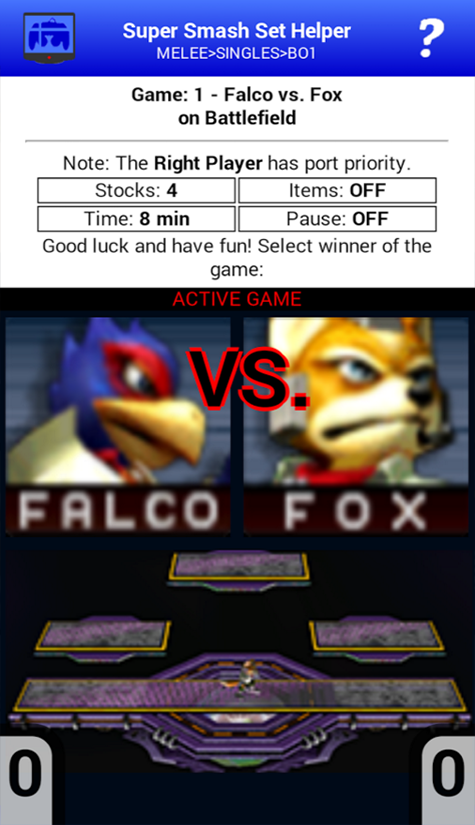 Super Smash Set Helper
MELEE>SINGLES>BO1
?
Game: 1 - Falco vs. Fox
on Battlefield
Note: The Right Player has port priority.
Stocks: 4 Items: OFF
Time: 8 min Pause: OFF
Good luck and have fun! Select winner of the
game:
ACTIVE GAME
VS.
FALCO FOX
0 0